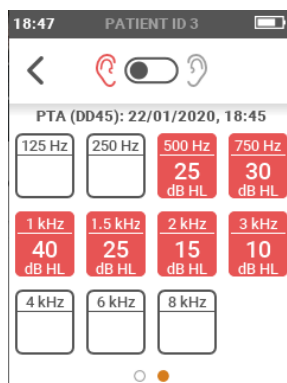 18:47 PATIENT ID 3
PTA (DD45): 22/01/2020, 18:45
125 Hz 250 Hz 500 Hz 750 Hz
25 30
dB HL dB HL
1 kHz 1.5 kHz 2 kHz 3 kHz
40 25 15 10
dB HL dB HL dB HL dB HL
4 kHz 6 kHz 8 kHz